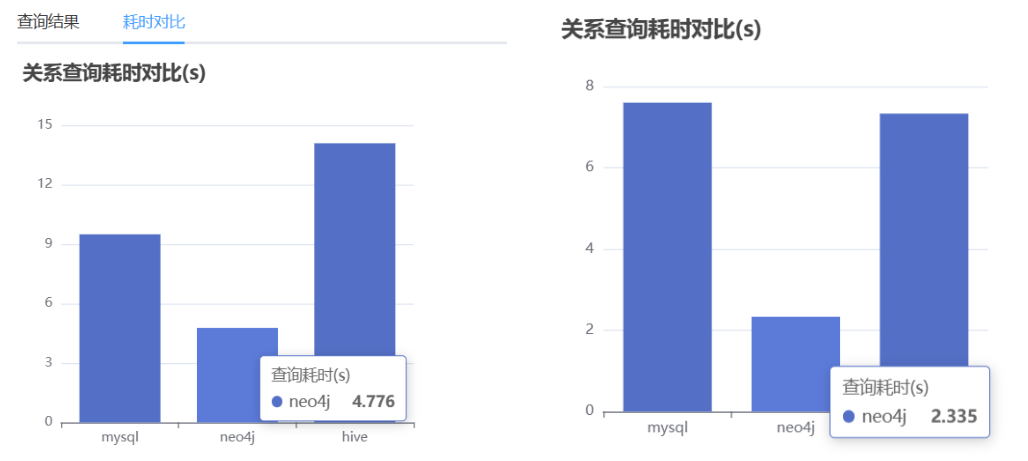 查询结果 耗时对比
关系查询耗时对比(s)
15
12
9
6
3
0
mysql neo4j hive
查询耗时(s)
neo4j 4.776
关系查询耗时对比(s)
8
6
4
2
0
mysql neo4j
查询耗时(s)
neo4j 2.335